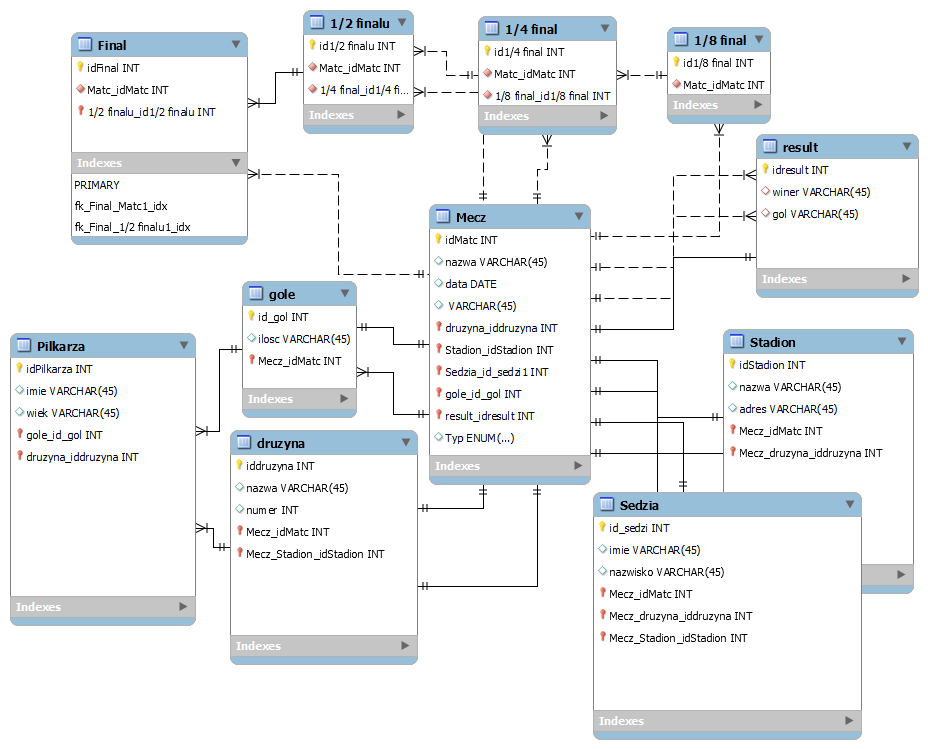 Final
idFinal INT
Matc_idMatc INT
1/2 finalu_id1/2 finalu INT
Indexes
PRIMARY
fk_Final_Matc1_idx
fk_Final_1/2 finalu1_idx
1/2 finalu
id1/2 finalu INT
Matc_idMatc INT
1/4 final_id1/4 fi...
Indexes
1/4 final
id1/4 final INT
Matc_idMatc INT
1/8 final_id1/8 final INT
Indexes
1/8 final
id1/8 final INT
Matc_idMatc INT
Indexes
result
idresult INT
winer VARCHAR(45)
gol VARCHAR(45)
Indexes
Mecz
idMatc INT
nazwa VARCHAR(45)
data DATE
VARCHAR(45)
druzyna_iddruzyna INT
Stadion_idStadion INT
Sedzia_id_sedzi1 INT
gole_id_gol INT
result_idresult INT
Typ ENUM(...)
Indexes
gole
id_gol INT
ilosc VARCHAR(45)
Mecz_idMatc INT
Indexes
Pilkarza
idPilkarza INT
imie VARCHAR(45)
wiek VARCHAR(45)
gole_id_gol INT
druzyna_iddruzyna INT
Indexes
druzyna
iddruzyna INT
nazwa VARCHAR(45)
numer INT
Mecz_idMatc INT
Mecz_Stadion_idStadion INT
Indexes
Stadion
idStadion INT
nazwa VARCHAR(45)
adres VARCHAR(45)
Mecz_idMatc INT
Mecz_druzyna_iddruzyna INT
Sedzia
id_sedzi INT
imie VARCHAR(45)
nazwisko VARCHAR(45)
Mecz_idMatc INT
Mecz_druzyna_iddruzyna INT
Mecz_Stadion_idStadion INT
Indexes